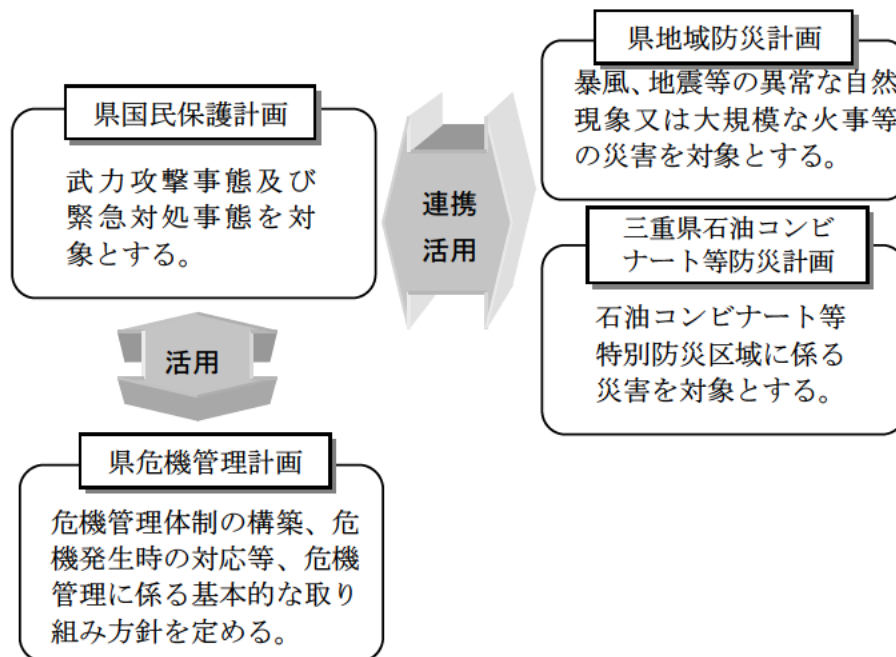 県国民保護計画
武力攻撃事態及び
緊急対処事態を対
象とする。
連携
活用
県地域防災計画
暴風、地震等の異常な自然
現象又は大規模な火事等
の災害を対象とする。
三重県石油コンビ
ナート等防災計画
石油コンビナート等
特別防災区域に係る
災害を対象とする。
活用
県危機管理計画
危機管理体制の構築、危
機発生時の対応等、危機
管理に係る基本的な取り
組み方針を定める。